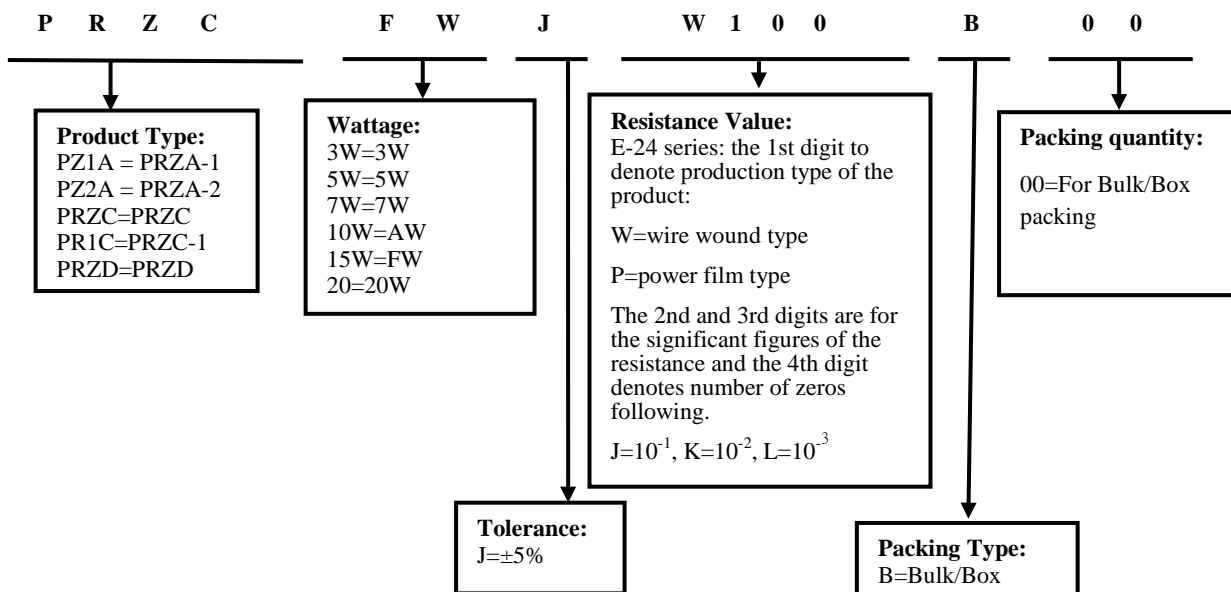 P R Z C F W J W 1 0 0 B 0 0
Product Type:
PZ1A = PRZA-1
PZ2A = PRZA-2
PRZC=PRZC
PR1C=PRZC-1
PRZD=PRZD
Wattage:
3W=3W
5W=5W
7W=7W
10W=AW
15W=FW
20=20W
Resistance Value:
E-24 series: the 1st digit to
denote production type of the
product:
W=wire wound type
P=power film type
The 2nd and 3rd digits are for
the significant figures of the
resistance and the 4th digit
denotes number of zeros
following.
J=10⁻¹, K=10⁻², L=10⁻³
Packing quantity:
00=For Bulk/Box
packing
Tolerance:
J=±5%
Packing Type:
B=Bulk/Box